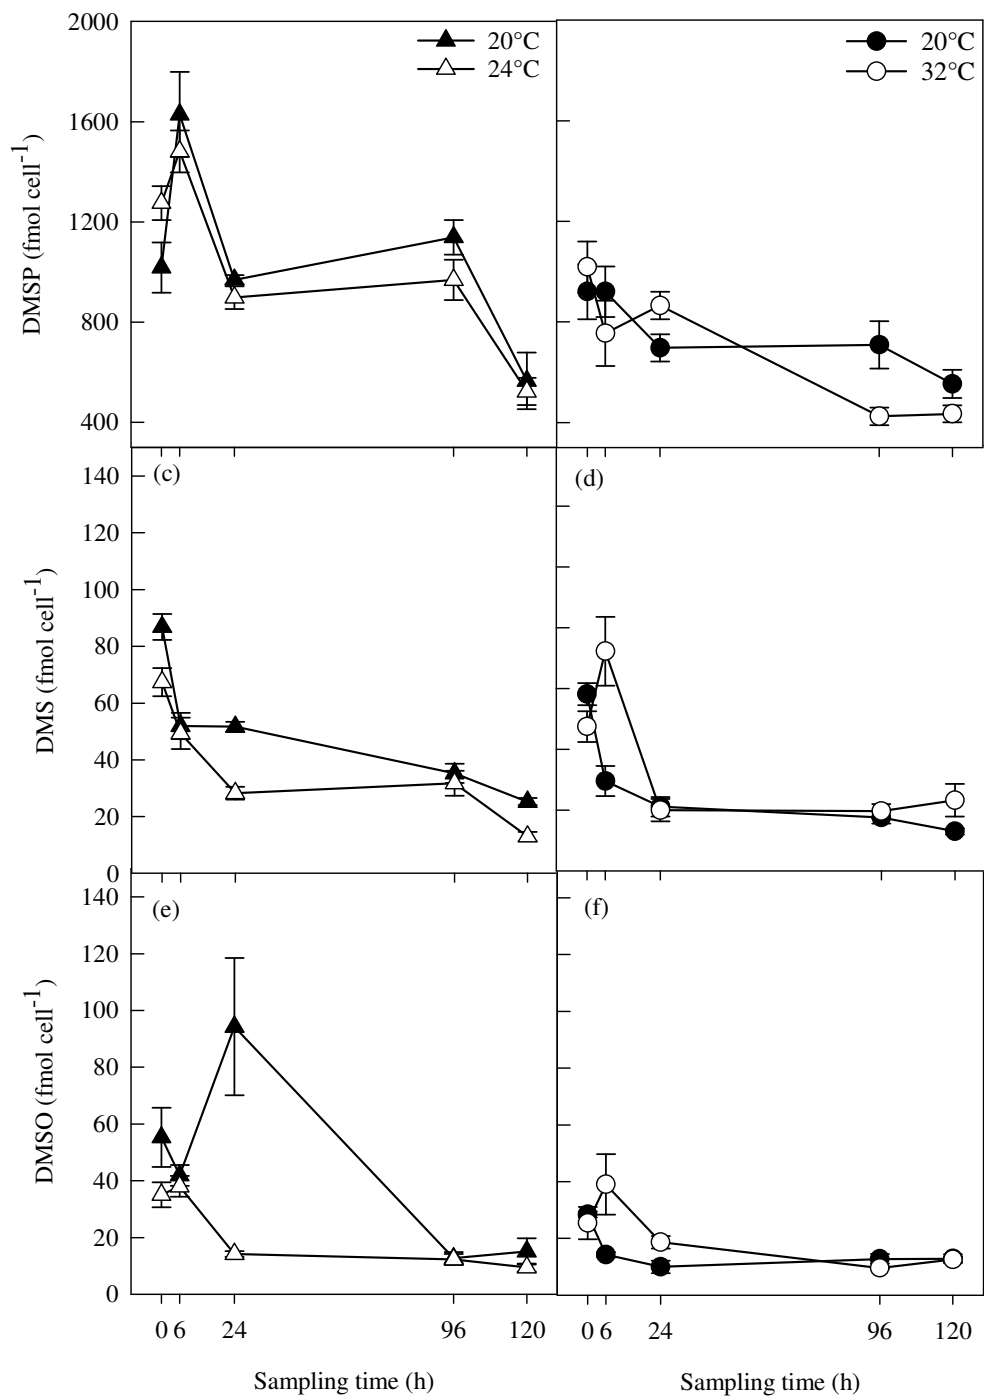 2000
1600
1200
800
400
DMSP (fmol cell-1)
20°C
24°C
20°C
32°C
(c)
140
120
100
80
60
40
20
0
DMS (fmol cell-1)
(d)
(e)
140
120
100
80
60
40
20
0
DMSO (fmol cell-1)
(f)
0 6 24 96 120
0 6 24 96 120
Sampling time (h)
Sampling time (h)